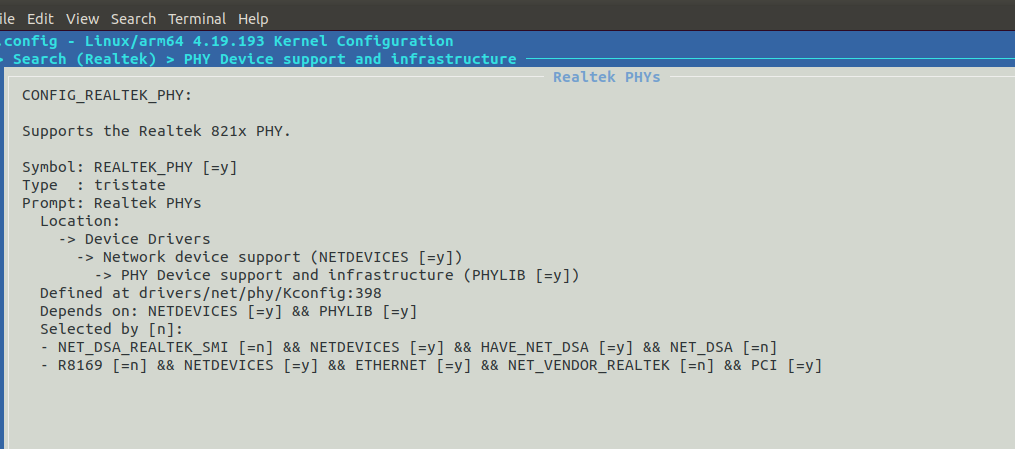 ile Edit View Search Terminal Help
.config - Linux/arm64 4.19.193 Kernel Configuration
> Search (Realtek) > PHY Device support and infrastructure
Realtek PHYs
CONFIG_REALTEK_PHY:
Supports the Realtek 821x PHY.
Symbol: REALTEK_PHY [=y]
Type  : tristate
Prompt: Realtek PHYs
Location:
-> Device Drivers
-> Network device support (NETDEVICES [=y])
-> PHY Device support and infrastructure (PHYLIB [=y])
Defined at drivers/net/phy/Kconfig:398
Depends on: NETDEVICES [=y] && PHYLIB [=y]
Selected by [n]:
- NET_DSA_REALTEK_SMI [=n] && NETDEVICES [=y] && HAVE_NET_DSA [=y] && NET_DSA [=n]
- R8169 [=n] && NETDEVICES [=y] && ETHERNET [=y] && NET_VENDOR_REALTEK [=n] && PCI [=y]